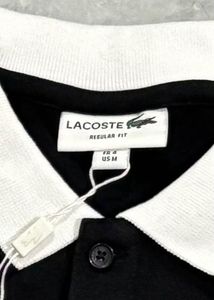 LACOSTE
REGULAR FIT
FR 4
US M